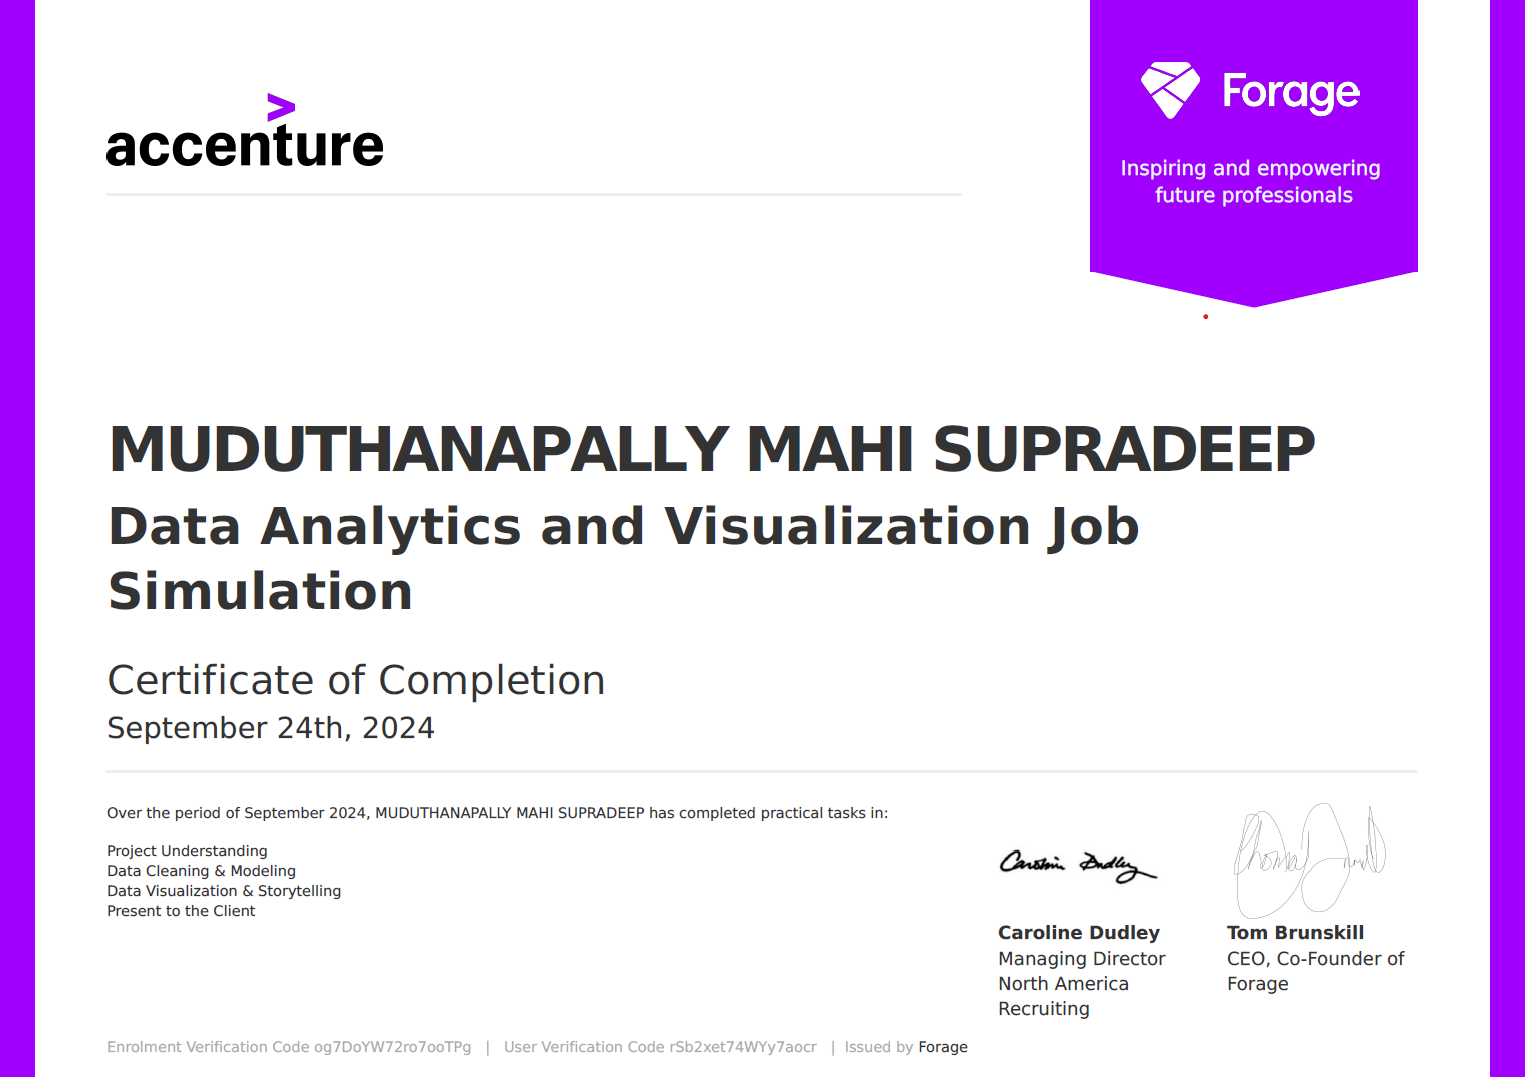 accenture
Forage
Inspiring and empowering
future professionals
MUDUTHANAPALLY MAHI SUPRADEEP
Data Analytics and Visualization Job
Simulation
Certificate of Completion
September 24th, 2024
Over the period of September 2024, MUDUTHANAPALLY MAHI SUPRADEEP has completed practical tasks in:
Project Understanding
Data Cleaning & Modeling
Data Visualization & Storytelling
Present to the Client
Caroline Dudley
Caroline Dudley
Managing Director
North America
Recruiting
Tom Brunskill
CEO, Co-Founder of
Forage
Enrolment Verification Code og7DoYW72ro7ooTPg | User Verification Code rSb2xet74WYy7aocr | Issued by Forage